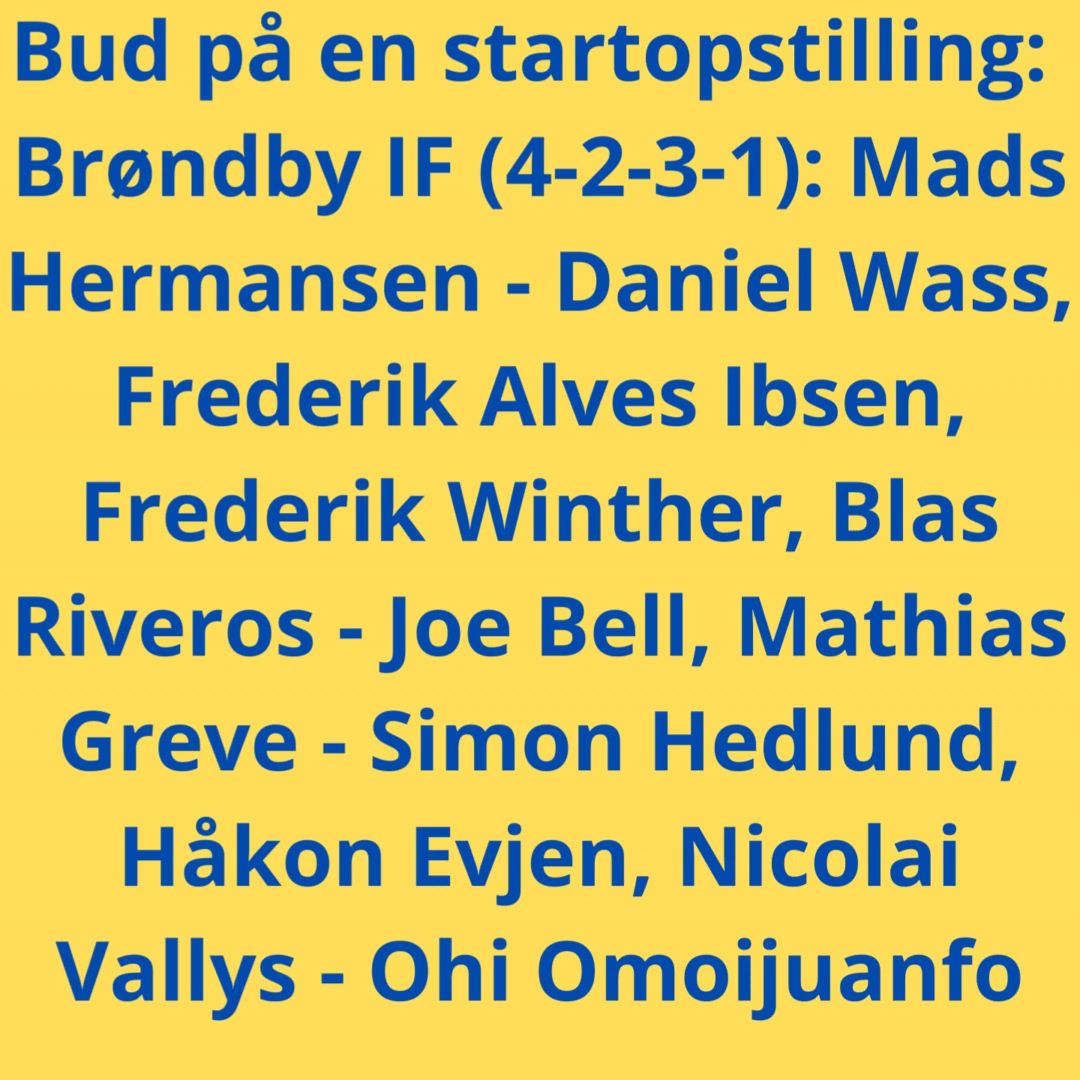 Bud på en startopstilling:
Brøndby IF (4-2-3-1): Mads
Hermansen - Daniel Wass,
Frederik Alves Ibsen,
Frederik Winther, Blas
Riveros - Joe Bell, Mathias
Greve - Simon Hedlund,
Håkon Evjen, Nicolai
Vallys - Ohi Omoijuanfo